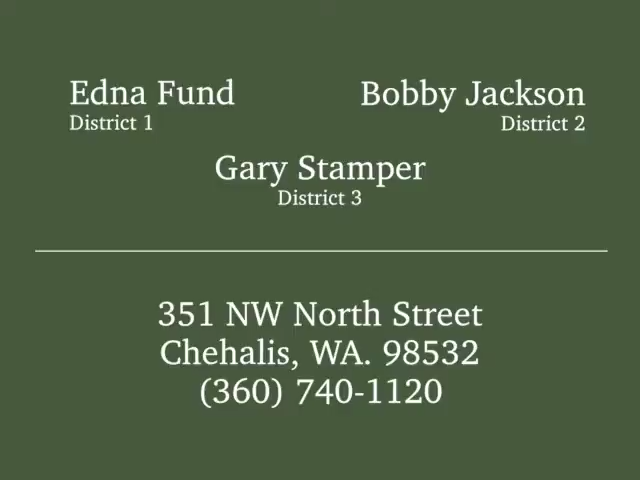 Edna Fund
District 1
Bobby Jackson
District 2
Gary Stamper
District 3
351 NW North Street
Chehalis, WA. 98532
(360) 740-1120